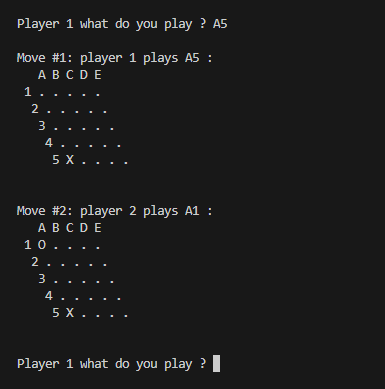 Player 1 what do you play ? A5
Move #1: player 1 plays A5 :
   A B C D E
 1 . . . . .
  2 . . . . .
   3 . . . . .
    4 . . . . .
     5 X . . . .
Move #2: player 2 plays A1 :
   A B C D E
 1 O . . . .
  2 . . . . .
   3 . . . . .
    4 . . . . .
     5 X . . . .
Player 1 what do you play ?